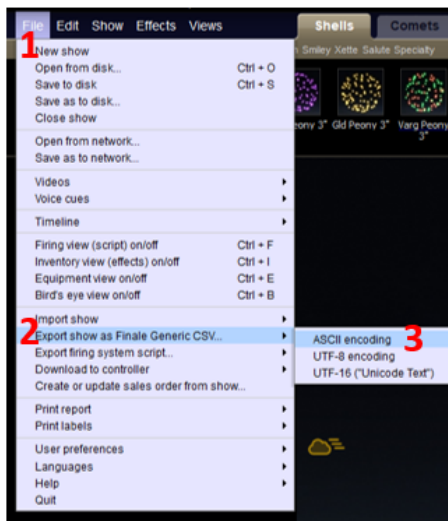 File Edit Show Effects Views Shells Comets
1
Smiley Xette Salute Specialty
New show
Open from disk... Ctrl + O
Save to disk Ctrl + S
Save as to disk...
Close show
Peony 3" Gld Peony 3" Varg Peony 3"
Open from network...
Save as to network...
Videos
Voice cues
Timeline
Firing view (script) on/off Ctrl + F
Inventory view (effects) on/off Ctrl + I
Equipment view on/off Ctrl + E
Bird's eye view on/off Ctrl + B
Import show
2
Export show as Finale Generic CSV...
Export firing system script...
Download to controller
Create or update sales order from show...
ASCII encoding
3
UTF-8 encoding
UTF-16 ("Unicode Text")
Print report
Print labels
User preferences
Languages
Help
Quit